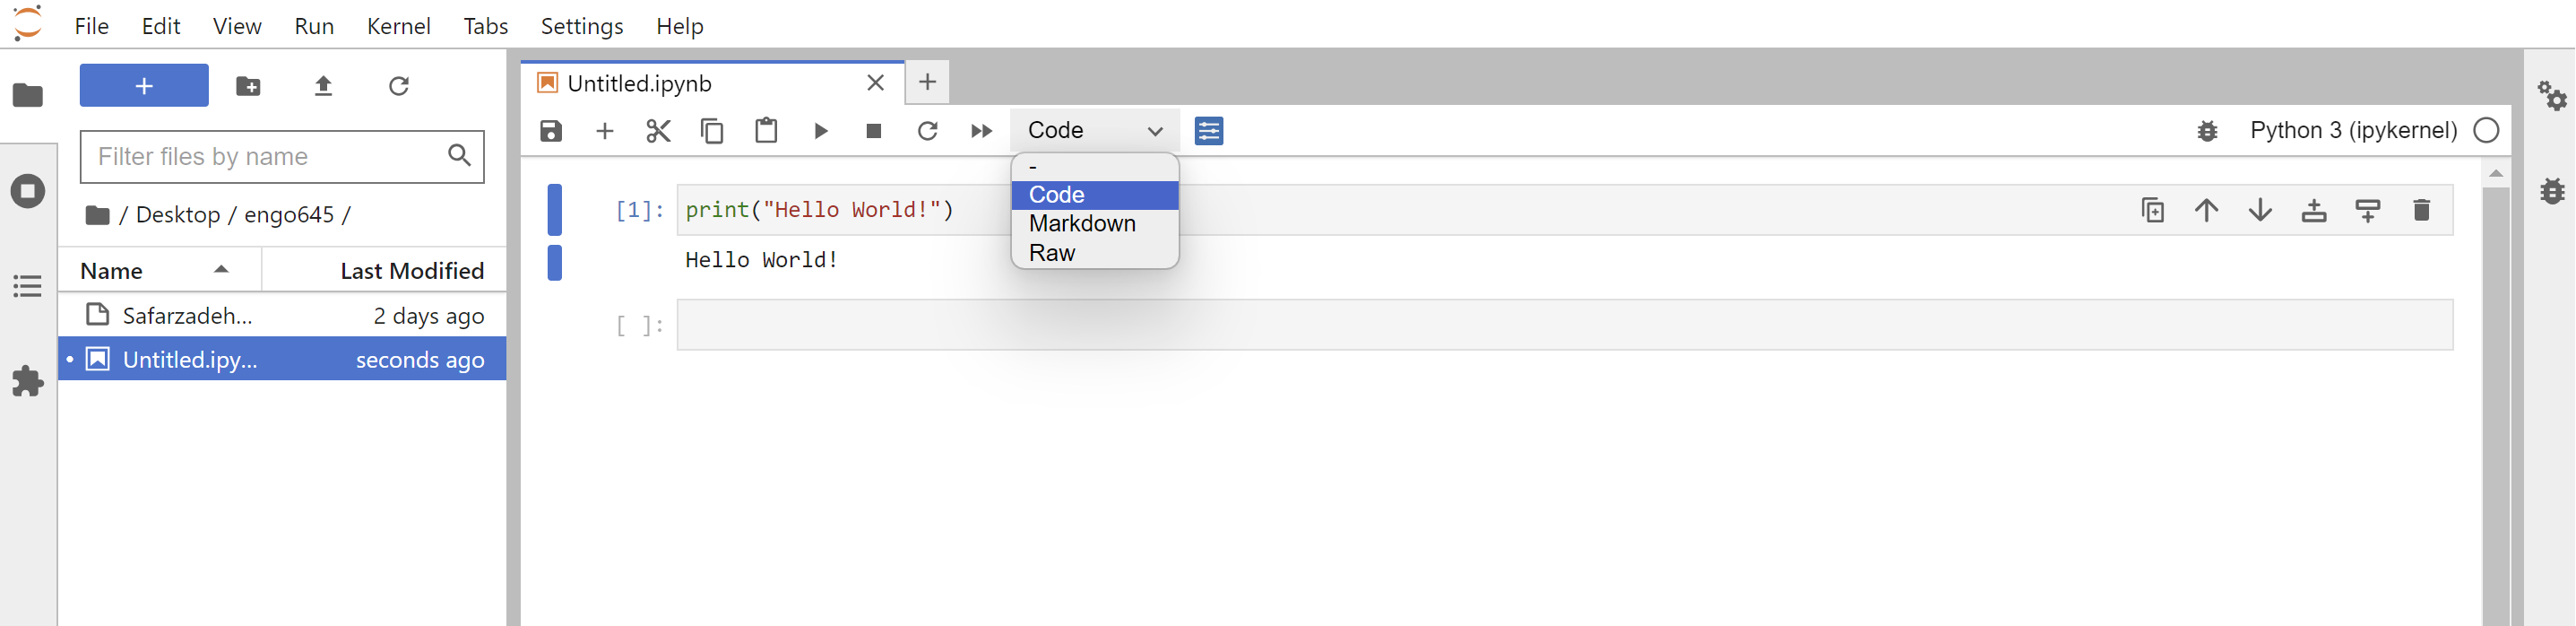 File Edit View Run Kernel Tabs Settings Help
+
Filter files by name
/ Desktop / engo645 /
Name Last Modified
Safarzadeh... 2 days ago
Untitled.ipy... seconds ago
Untitled.ipynb
Code
Python 3 (ipykernel)
-
Code
Markdown
Raw
[1]: print("Hello World!")
Hello World!
[ ]: